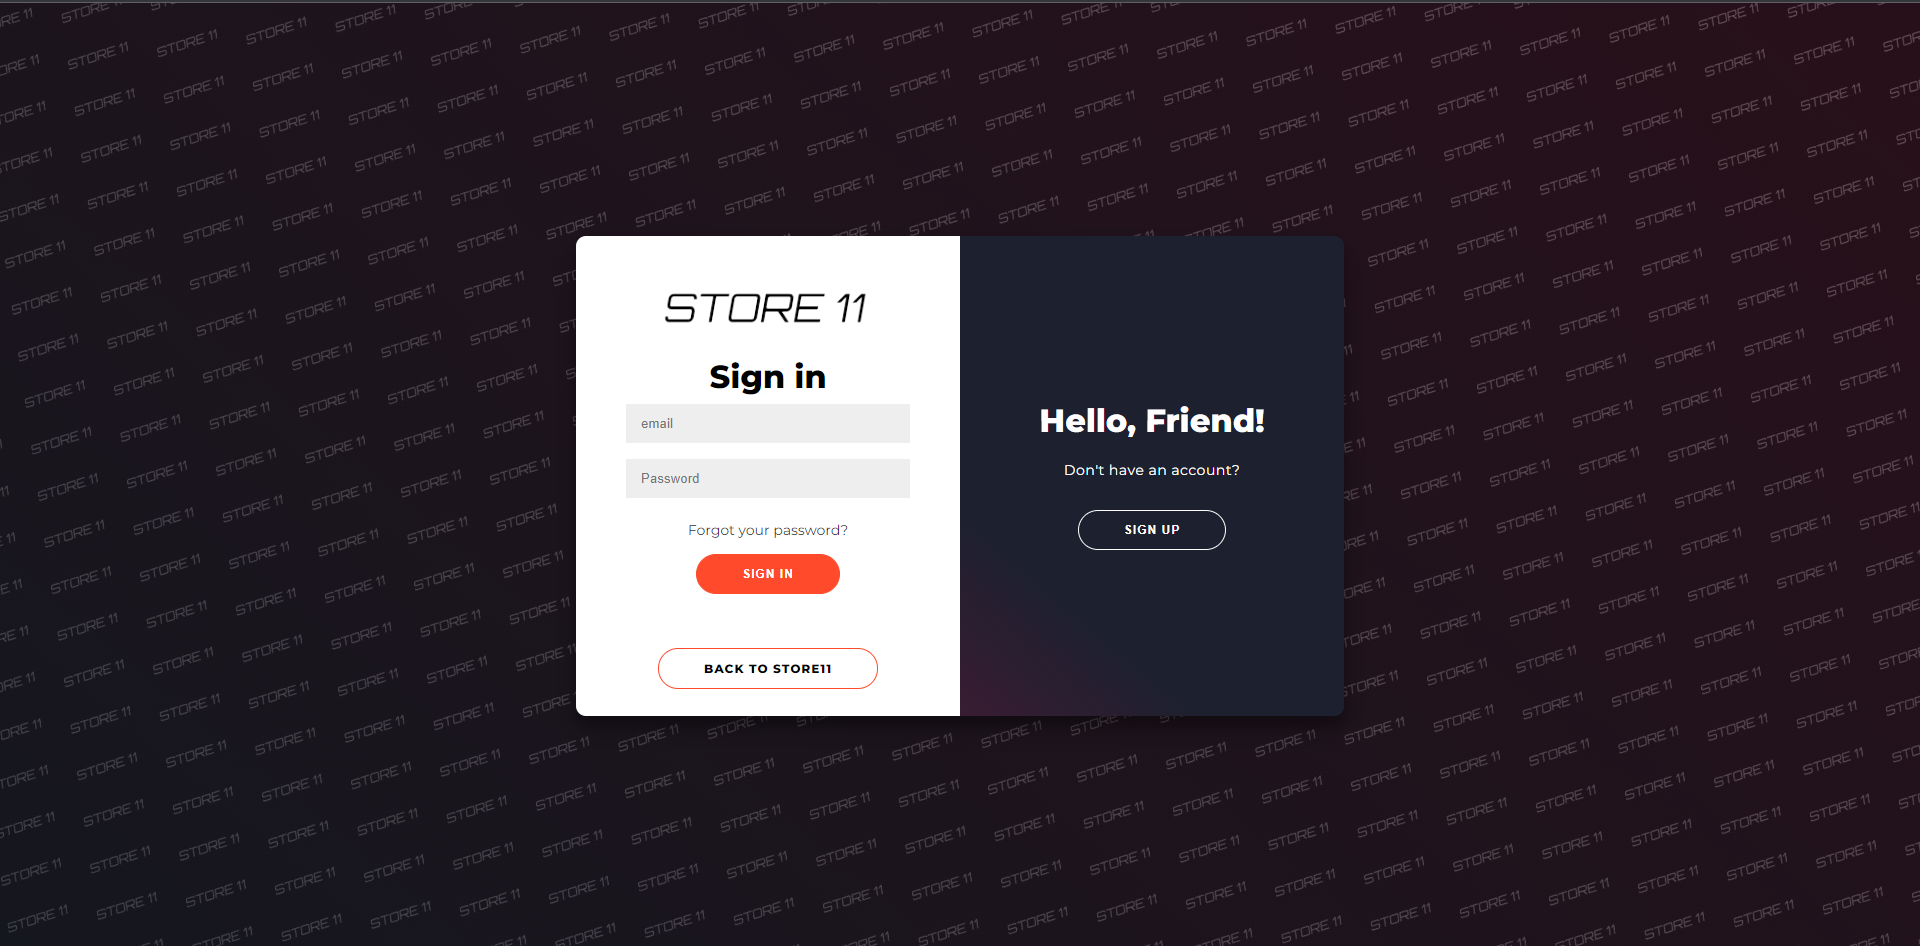 STORE 11
Sign in
email
Password
Forgot your password?
SIGN IN
BACK TO STORE11
Hello, Friend!
Don't have an account?
SIGN UP